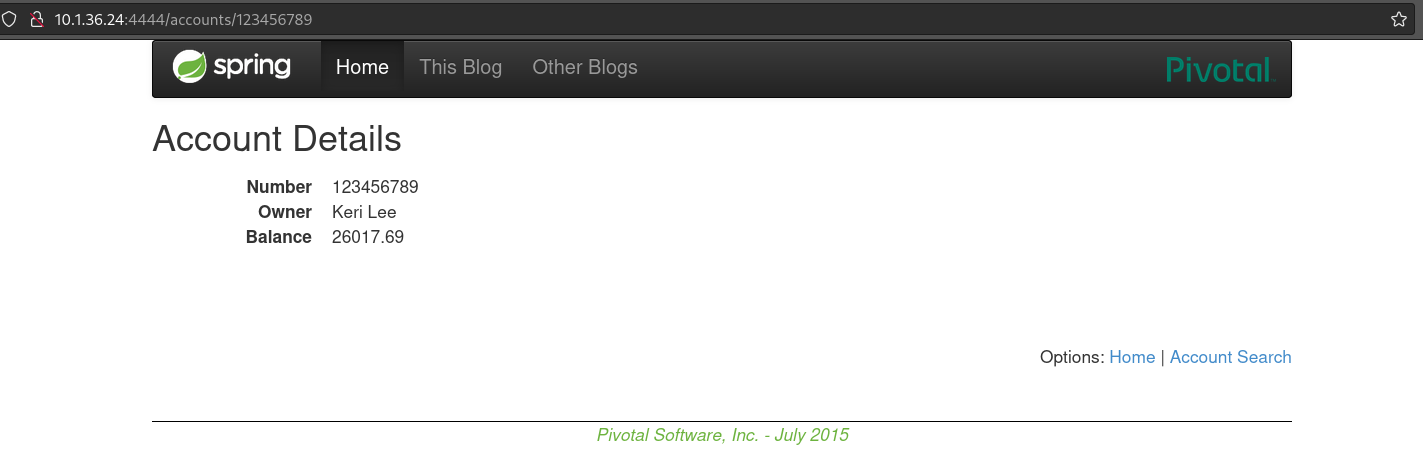 10.1.36.24:4444/accounts/123456789
spring Home This Blog Other Blogs Pivotal
Account Details
Number 123456789
Owner Keri Lee
Balance 26017.69
Options: Home | Account Search
Pivotal Software, Inc. - July 2015